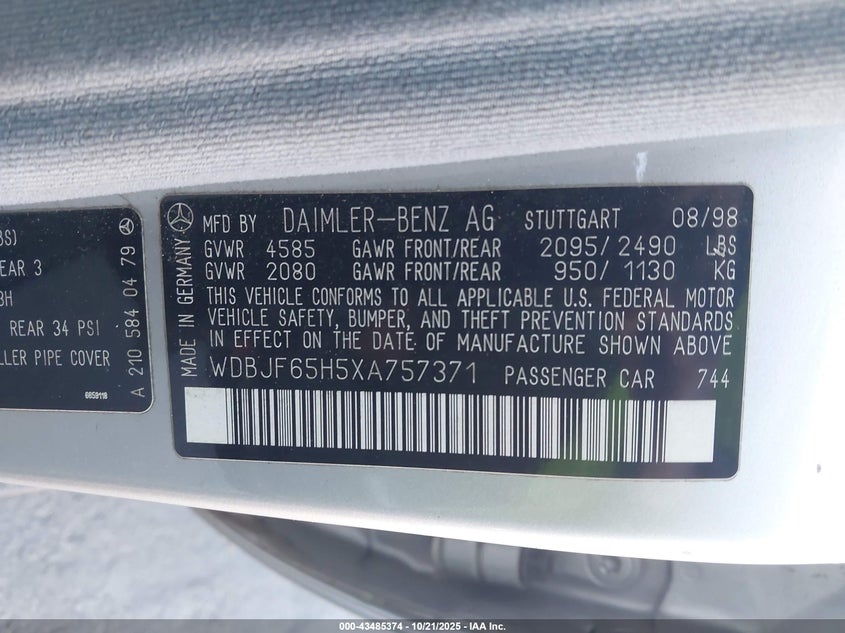 BS)
EAR 3
BH
REAR 34 PSI
LLER PIPE COVER
6659118
A 210 584 04 79
MADE IN GERMANY
MFD BY DAIMLER-BENZ AG STUTTGART 08/98
GVWR 4585 GAWR FRONT/REAR 2095/2490 LBS
GVWR 2080 GAWR FRONT/REAR 950/1130 KG
THIS VEHICLE CONFORMS TO ALL APPLICABLE U.S. FEDERAL MOTOR
VEHICLE SAFETY, BUMPER, AND THEFT PREVENTION STANDARDS
IN EFFECT ON THE DATE OF MANUFACTURE SHOWN ABOVE
WDBJF65H5XA757371 PASSENGER CAR 744
000-43485374 - 10/21/2025 - IAA Inc.